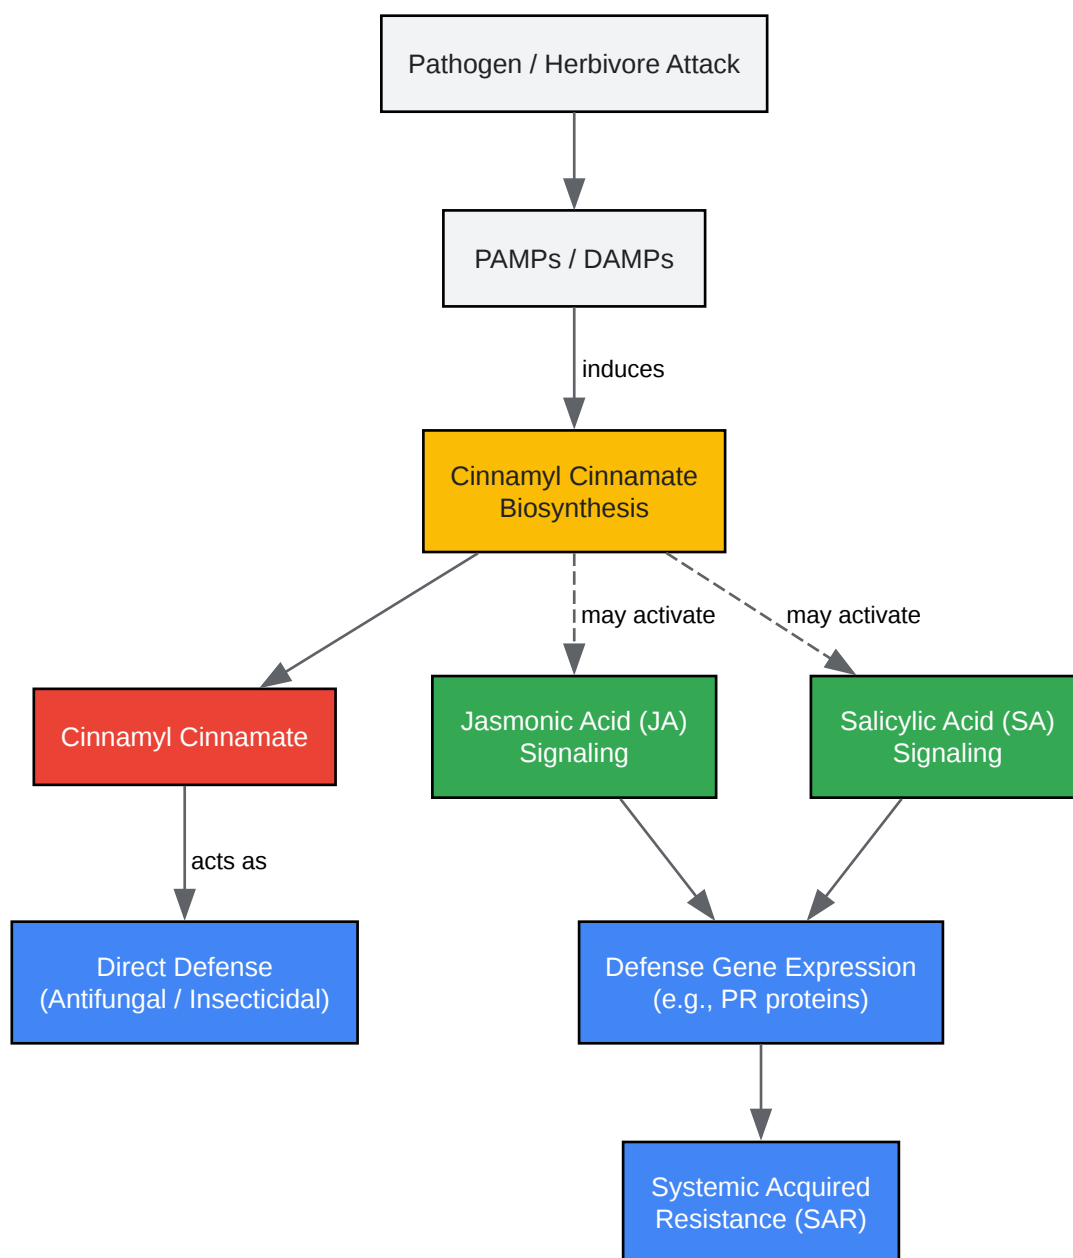 Pathogen / Herbivore Attack
PAMPs / DAMPs
induces
Cinnamyl Cinnamate
Biosynthesis
may activate
may activate
Cinnamyl Cinnamate
Jasmonic Acid (JA)
Signaling
Salicylic Acid (SA)
Signaling
acts as
Direct Defense
(Antifungal / Insecticidal)
Defense Gene Expression
(e.g., PR proteins)
Systemic Acquired
Resistance (SAR)